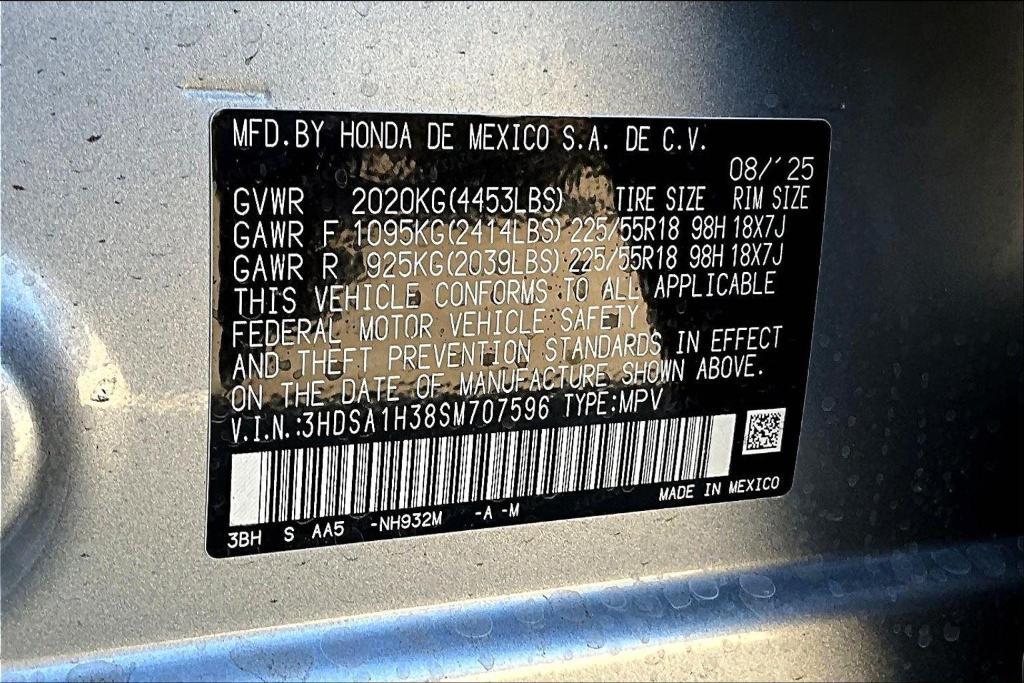 MFD.BY HONDA DE MEXICO S.A. DE C.V.
08/'25
GVWR 2020KG(4453LBS) TIRE SIZE RIM SIZE
GAWR F 1095KG(2414LBS) 225/55R18 98H 18X7J
GAWR R 925KG(2039LBS) 225/55R18 98H 18X7J
THIS VEHICLE CONFORMS TO ALL APPLICABLE
FEDERAL MOTOR VEHICLE SAFETY
AND THEFT PREVENTION STANDARDS IN EFFECT
ON THE DATE OF MANUFACTURE SHOWN ABOVE.
V.I.N.:3HDSA1H38SM707596 TYPE:MPV
MADE IN MEXICO
3BH S AA5 -NH932M -A -M